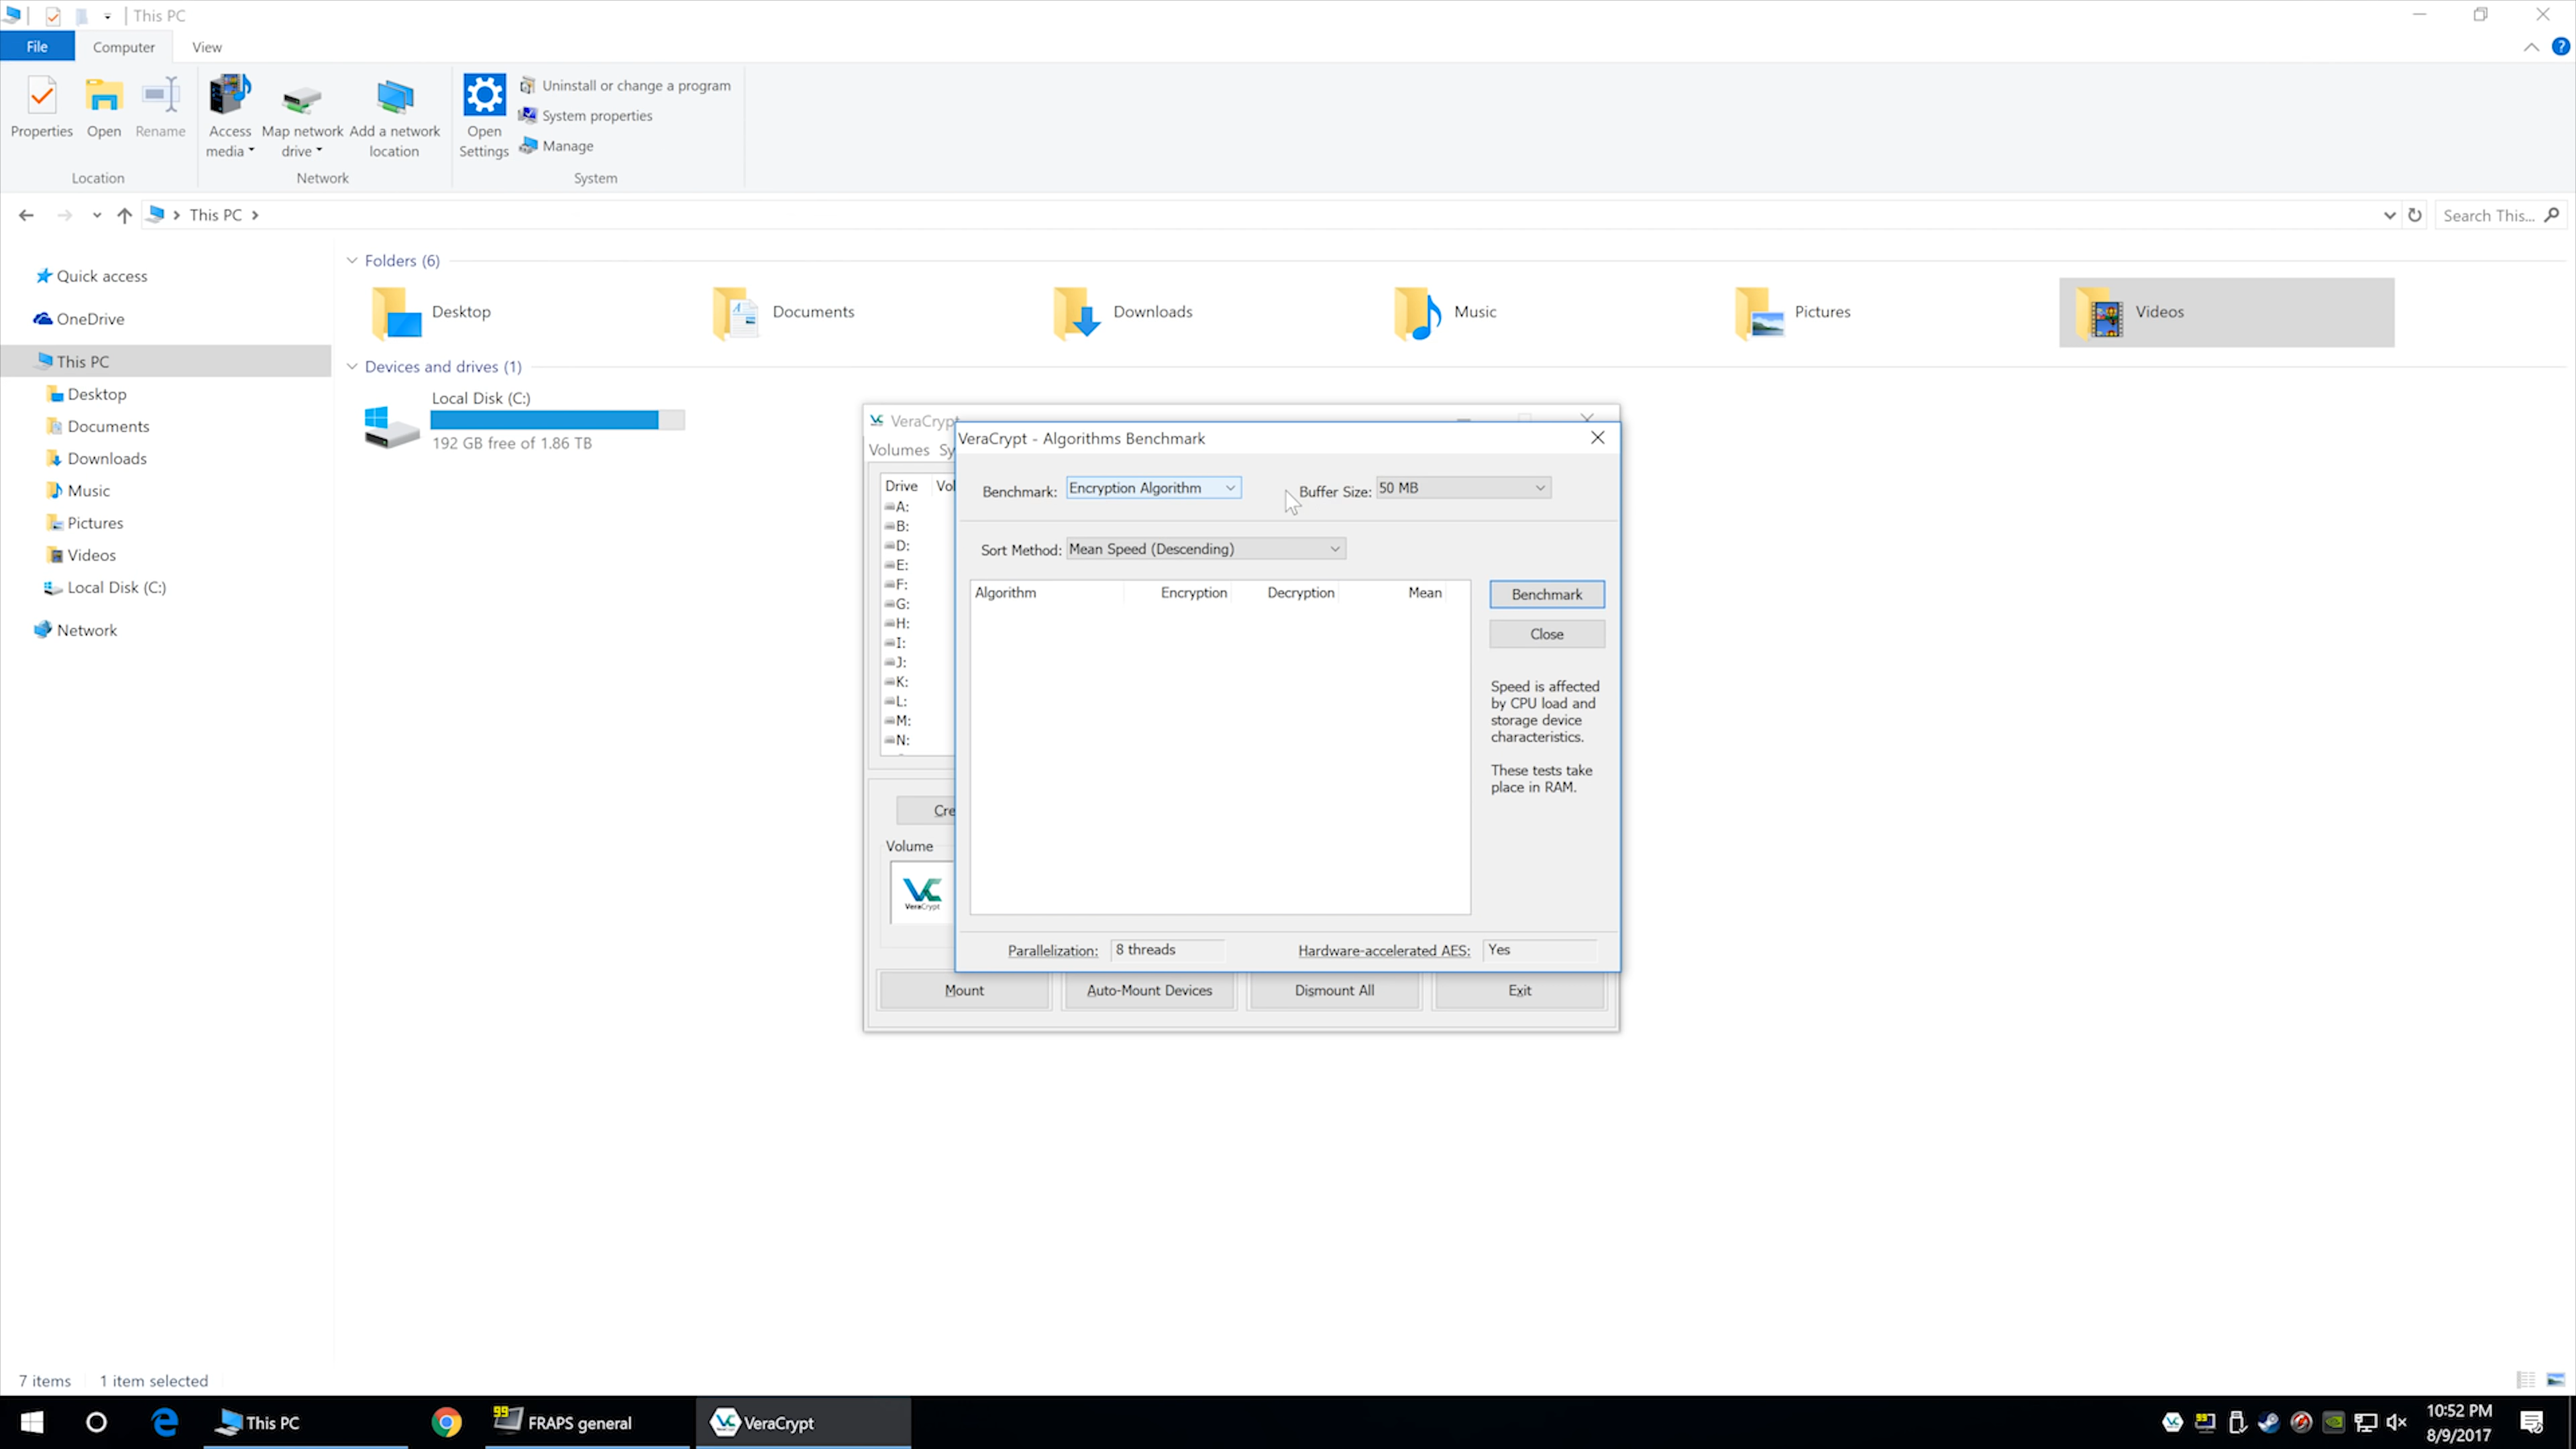 This PC
File
Computer
View
Properties
Open
Rename
Access media
Map network drive
Add a network location
Open Settings
Uninstall or change a program
System properties
Manage
Location
Network
System
This PC
Search This...
Quick access
OneDrive
This PC
Desktop
Documents
Downloads
Music
Pictures
Videos
Local Disk (C:)
Network
Folders (6)
Desktop
Documents
Downloads
Music
Pictures
Videos
Devices and drives (1)
Local Disk (C:)
192 GB free of 1.86 TB
VeraCrypt
Volumes Sy
Drive Vol
A:
B:
D:
E:
F:
G:
H:
I:
J:
K:
L:
M:
N:
Cre
Volume
VeraCrypt
VeraCrypt - Algorithms Benchmark
Benchmark: Encryption Algorithm
Buffer Size: 50 MB
Sort Method: Mean Speed (Descending)
Algorithm Encryption Decryption Mean
Benchmark
Close
Speed is affected
by CPU load and
storage device
characteristics.
These tests take
place in RAM.
Parallelization: 8 threads
Hardware-accelerated AES: Yes
Mount
Auto-Mount Devices
Dismount All
Exit
7 items 1 item selected
This PC
99
FRAPS general
VeraCrypt
99
10:52 PM
8/9/2017